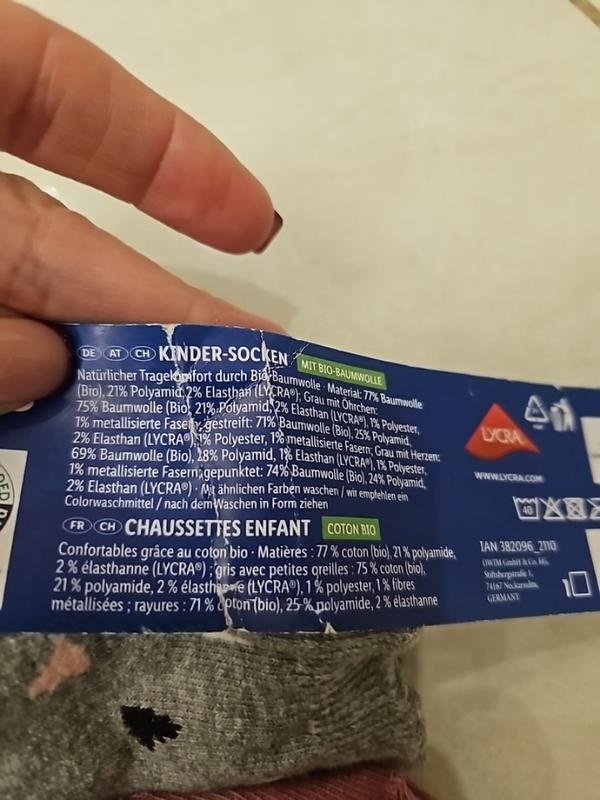 DE AT CH KINDER-SOCKEN MIT BIO-BAUMWOLLE
Natürlicher Tragekomfort durch Bio-Baumwolle · Material: 77% Baumwolle
(Bio), 21% Polyamid, 2% Elasthan (LYCRA®); Grau mit Öhrchen:
75% Baumwolle (Bio), 21% Polyamid, 2% Elasthan (LYCRA®), 1% Polyester,
1% metallisierte Fasern; gestreift: 71% Baumwolle (Bio), 25% Polyamid,
2% Elasthan (LYCRA®), 1% Polyester, 1% metallisierte Fasern; Grau mit Herzen:
69% Baumwolle (Bio), 28% Polyamid, 1% Elasthan (LYCRA®), 1% Polyester,
1% metallisierte Fasern; gepunktet: 74% Baumwolle (Bio), 24% Polyamid,
2% Elasthan (LYCRA®) · Mit ähnlichen Farben waschen / wir empfehlen ein
Colorwaschmittel / nach dem Waschen in Form ziehen
FR CH CHAUSSETTES ENFANT COTON BIO
Confortables grâce au coton bio · Matières : 77 % coton (bio), 21 % polyamide,
2 % élasthanne (LYCRA®) ; gris avec petites oreilles : 75 % coton (bio),
21 % polyamide, 2 % élasthanne (LYCRA®), 1 % polyester, 1 % fibres
métallisées ; rayures : 71 % coton (bio), 25 % polyamide, 2 % élasthanne
LYCRA
WWW.LYCRA.COM
40
IAN 382096_2110
OWIM GmbH & Co. KG,
Stiftsbergstraße 1,
74167 Neckarsulm,
GERMANY